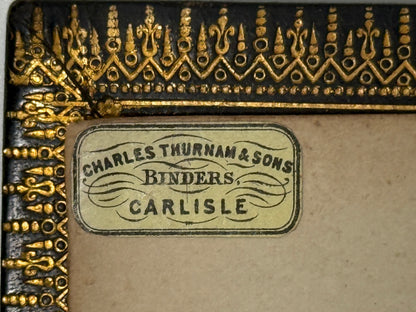 CHARLES THURNAM & SONS
BINDERS,
CARLISLE